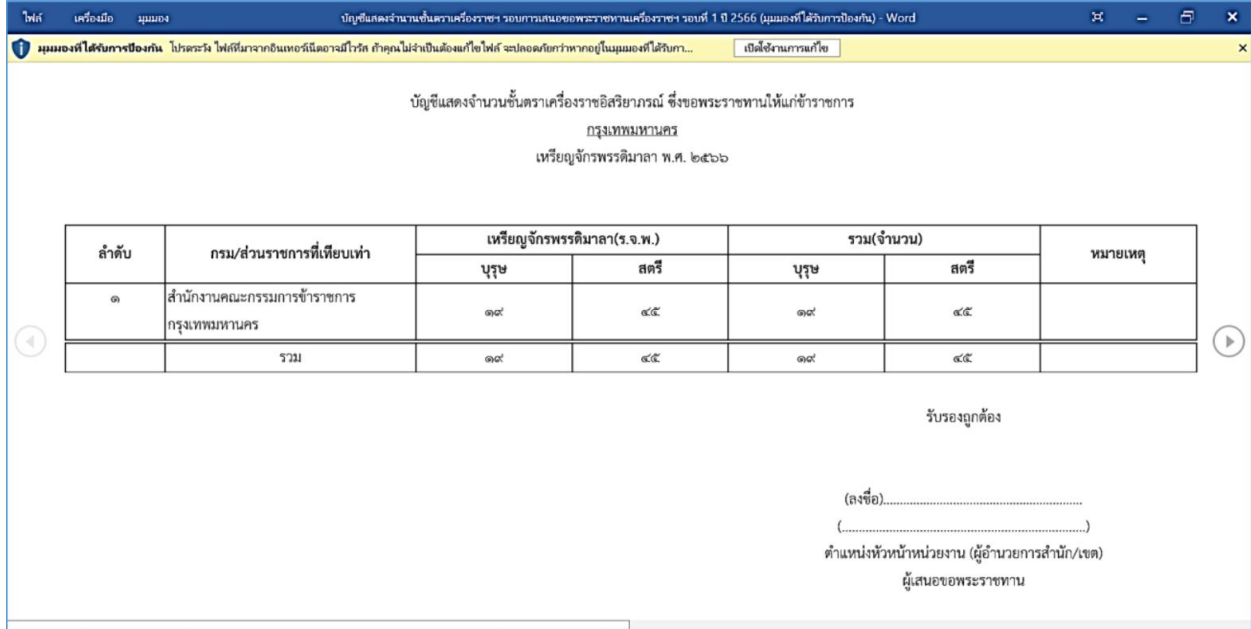 ไฟล์ เครื่องมือ มุมมอง บัญชีแสดงจำนวนชั้นตราเครื่องราชฯ รอบการเสนอขอพระราชทานเครื่องราชฯ รอบที่ 1 ปี 2566 (มุมมองที่ได้รับการป้องกัน) - Word
มุมมองที่ได้รับการป้องกัน โปรดระวัง ไฟล์ที่มาจากอินเทอร์เน็ตอาจมีไวรัส ถ้าคุณไม่จำเป็นต้องแก้ไขไฟล์ จะปลอดภัยกว่าหากอยู่ในมุมมองที่ได้รับกา... เปิดใช้งานการแก้ไข
บัญชีแสดงจำนวนชั้นตราเครื่องราชอิสริยาภรณ์ ซึ่งขอพระราชทานให้แก่ข้าราชการ
กรุงเทพมหานคร
เหรียญจักรพรรดิมาลา พ.ศ. ๒๕๖๖
ลำดับ กรม/ส่วนราชการที่เทียบเท่า เหรียญจักรพรรดิมาลา(ร.จ.พ.) รวม(จำนวน) หมายเหตุ
บุรุษ สตรี บุรุษ สตรี
๑ สำนักงานคณะกรรมการข้าราชการ
กรุงเทพมหานคร ๑๙ ๔๕ ๑๙ ๔๕
รวม ๑๙ ๔๕ ๑๙ ๔๕
รับรองถูกต้อง
(ลงชื่อ)............................................................
(..........................................................................)
ตำแหน่งหัวหน้าหน่วยงาน (ผู้อำนวยการสำนัก/เขต)
ผู้เสนอขอพระราชทาน